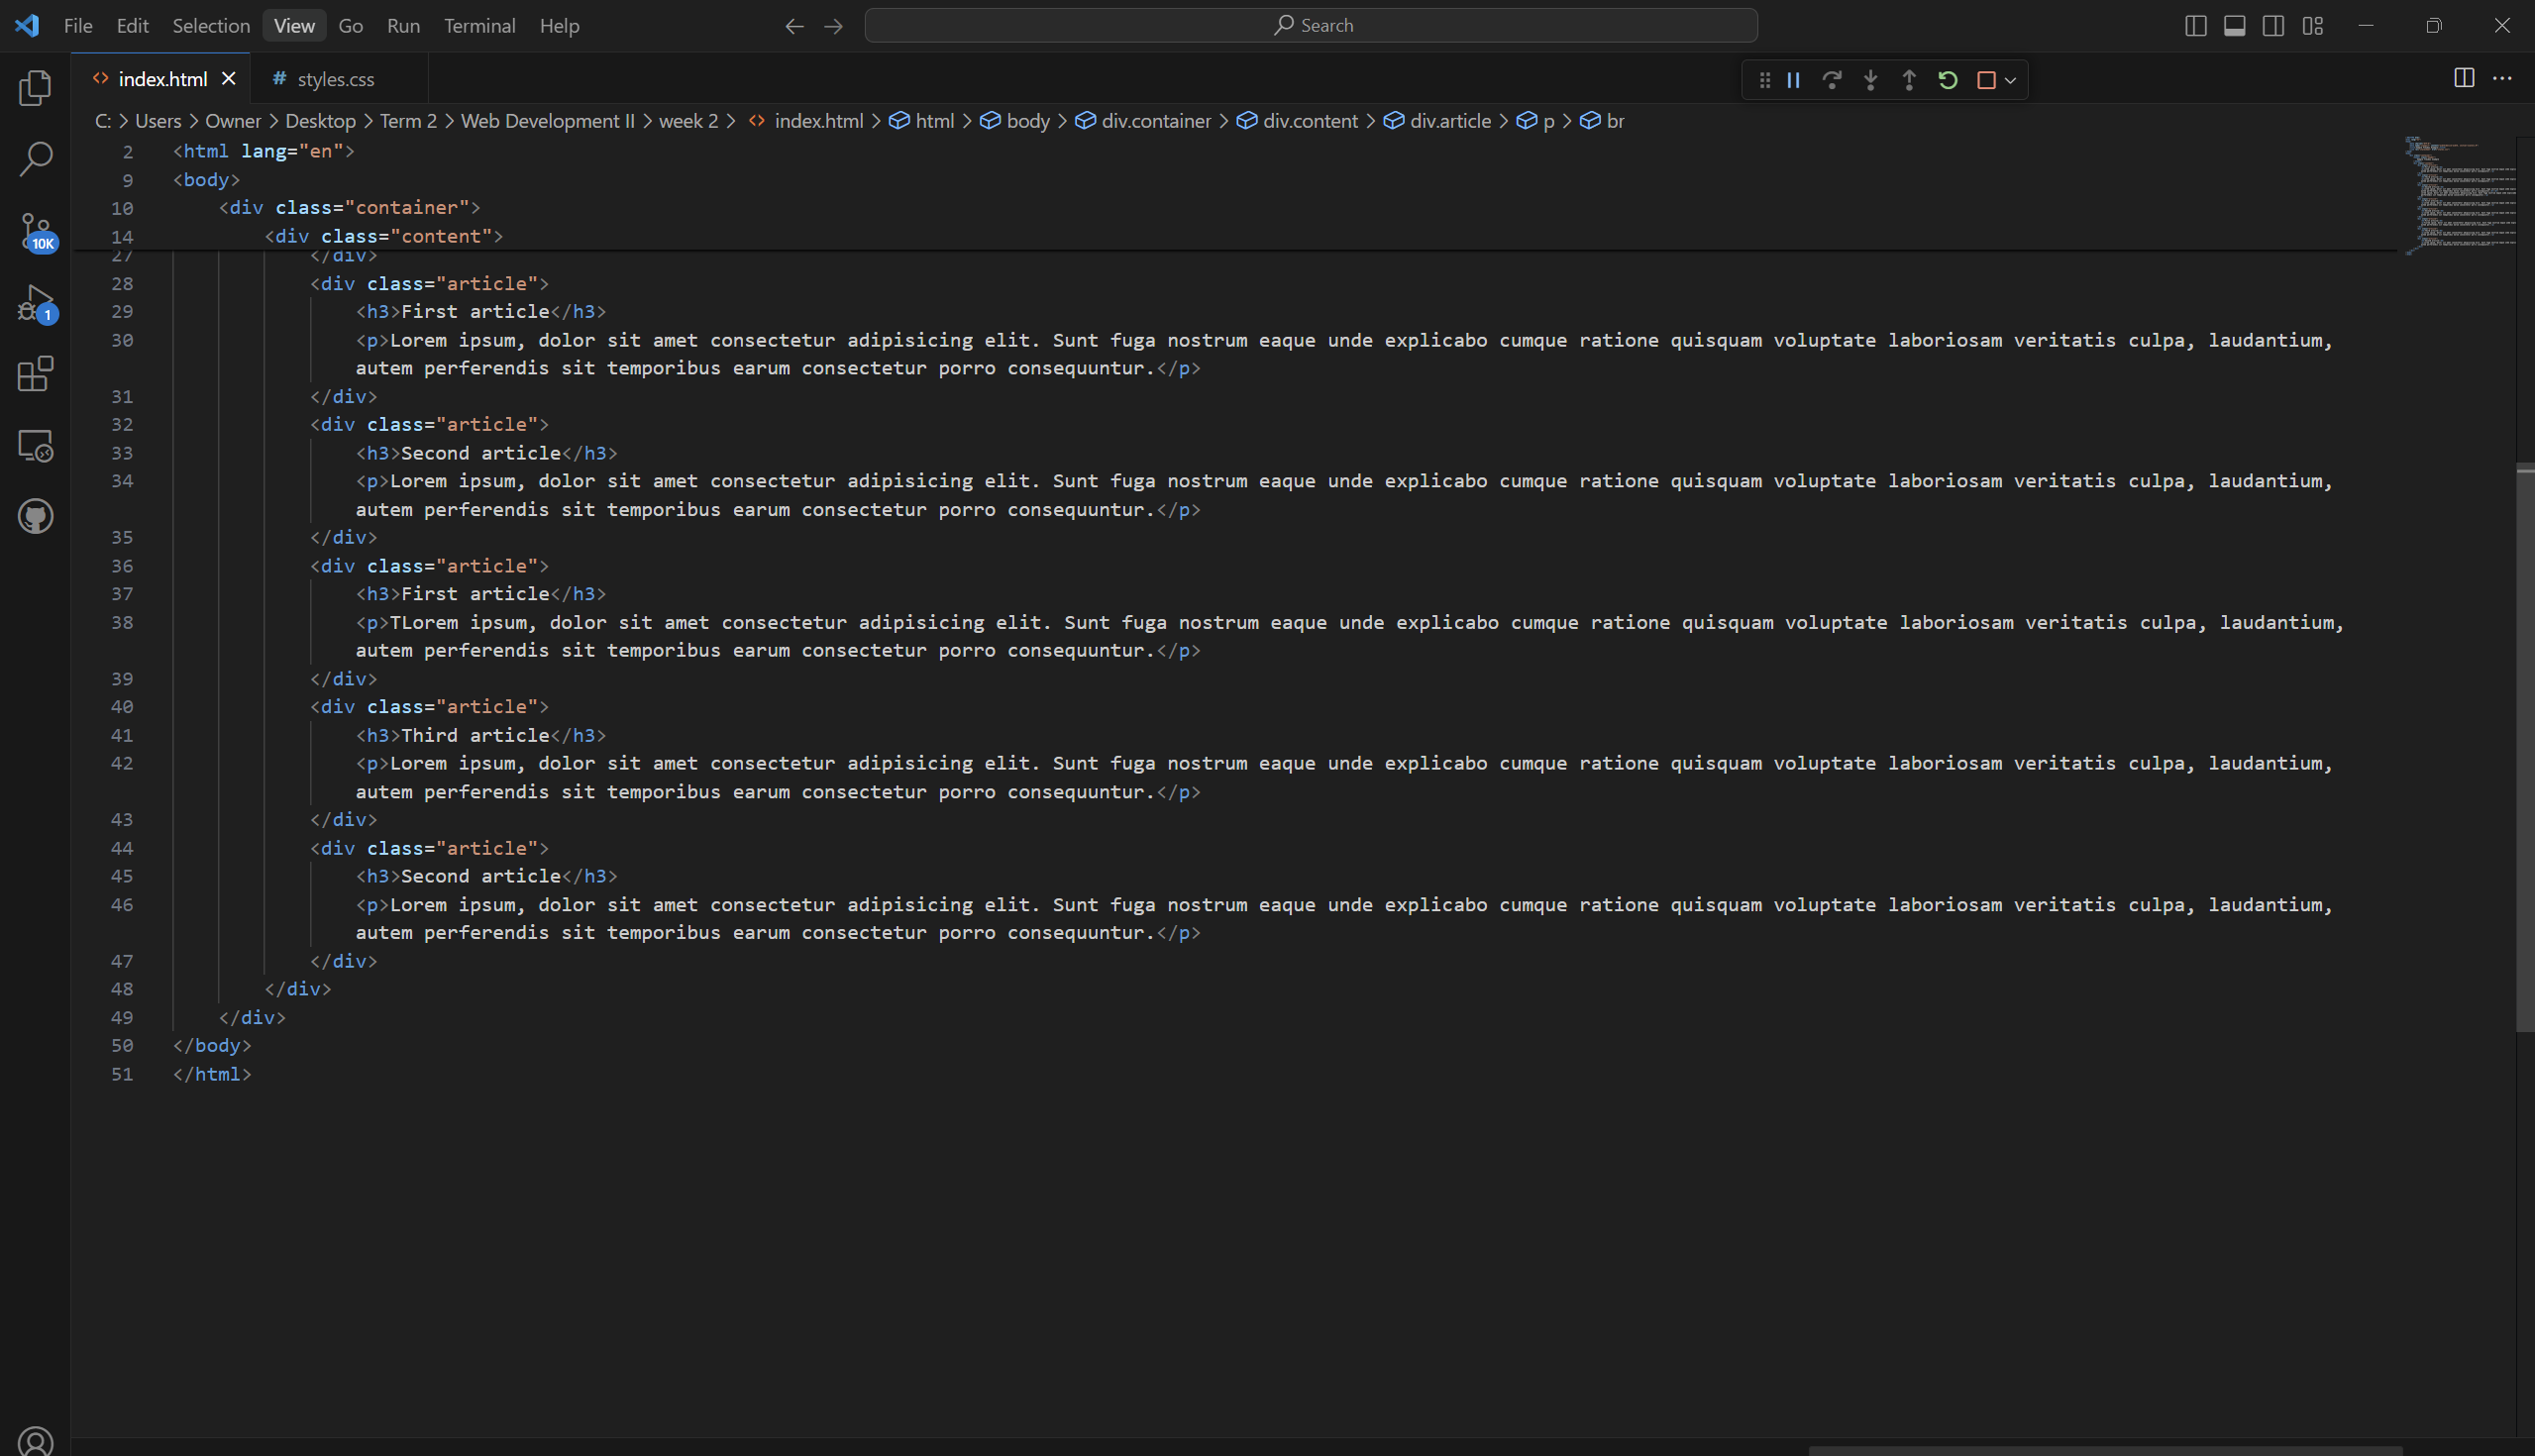 File Edit Selection View Go Run Terminal Help Search
index.html # styles.css
C: > Users > Owner > Desktop > Term 2 > Web Development II > week 2 > index.html > html > body > div.container > div.content > div.article > p > br
2 <html lang="en">
9 <body>
10 <div class="container">
14 <div class="content">
27 </div>
28 <div class="article">
29 <h3>First article</h3>
30 <p>Lorem ipsum, dolor sit amet consectetur adipisicing elit. Sunt fuga nostrum eaque unde explicabo cumque ratione quisquam voluptate laboriosam veritatis culpa, laudantium,
autem perferendis sit temporibus earum consectetur porro consequuntur.</p>
31 </div>
32 <div class="article">
33 <h3>Second article</h3>
34 <p>Lorem ipsum, dolor sit amet consectetur adipisicing elit. Sunt fuga nostrum eaque unde explicabo cumque ratione quisquam voluptate laboriosam veritatis culpa, laudantium,
autem perferendis sit temporibus earum consectetur porro consequuntur.</p>
35 </div>
36 <div class="article">
37 <h3>First article</h3>
38 <p>TLorem ipsum, dolor sit amet consectetur adipisicing elit. Sunt fuga nostrum eaque unde explicabo cumque ratione quisquam voluptate laboriosam veritatis culpa, laudantium,
autem perferendis sit temporibus earum consectetur porro consequuntur.</p>
39 </div>
40 <div class="article">
41 <h3>Third article</h3>
42 <p>Lorem ipsum, dolor sit amet consectetur adipisicing elit. Sunt fuga nostrum eaque unde explicabo cumque ratione quisquam voluptate laboriosam veritatis culpa, laudantium,
autem perferendis sit temporibus earum consectetur porro consequuntur.</p>
43 </div>
44 <div class="article">
45 <h3>Second article</h3>
46 <p>Lorem ipsum, dolor sit amet consectetur adipisicing elit. Sunt fuga nostrum eaque unde explicabo cumque ratione quisquam voluptate laboriosam veritatis culpa, laudantium,
autem perferendis sit temporibus earum consectetur porro consequuntur.</p>
47 </div>
48 </div>
49 </div>
50 </body>
51 </html>
10K
1